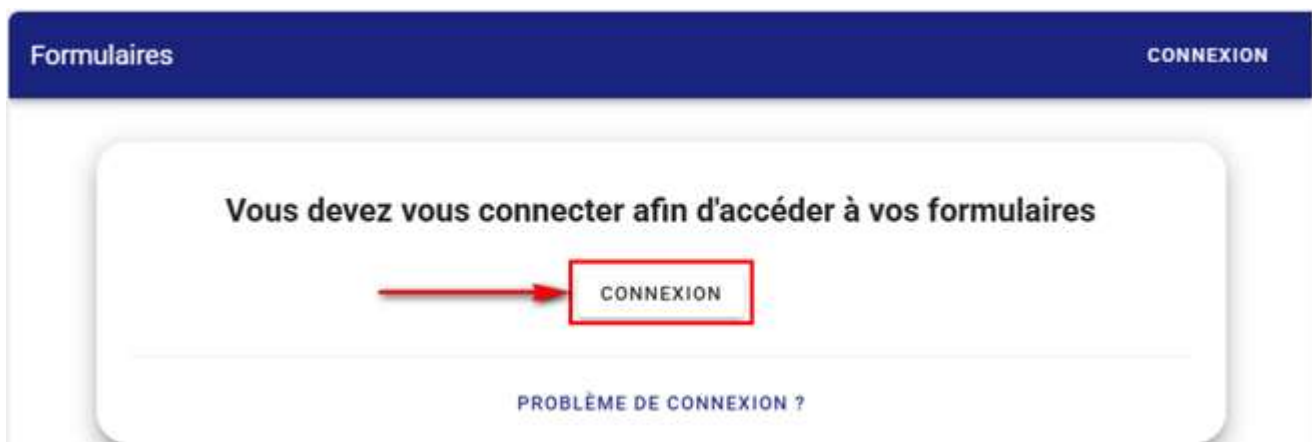 Formulaires
CONNEXION
Vous devez vous connecter afin d'accéder à vos formulaires
CONNEXION
PROBLÈME DE CONNEXION ?